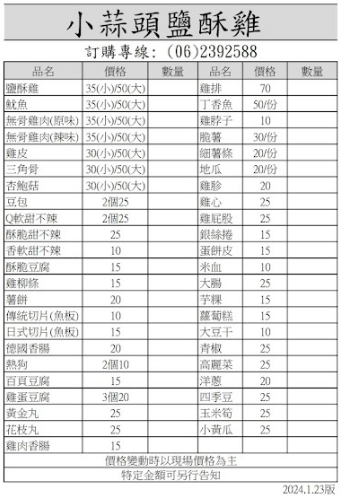 小蒜頭鹽酥雞
訂購專線: (06)2392588
品名 價格 數量 品名 價格 數量
鹽酥雞 35(小)/50(大) 雞排 70
魷魚 35(小)/50(大) 丁香魚 50/份
無骨雞肉(原味) 35(小)/50(大) 雞脖子 10
無骨雞肉(辣味) 35(小)/50(大) 脆薯 30/份
雞皮 30(小)/50(大) 細薯條 20/份
三角骨 30(小)/50(大) 地瓜 20/份
杏鮑菇 30(小)/50(大) 雞胗 20
豆包 2個25 雞心 25
Q軟甜不辣 2個25 雞屁股 25
酥脆甜不辣 25 銀絲捲 15
香軟甜不辣 10 蛋餅皮 15
酥脆豆腐 15 米血 10
雞柳條 15 大腸 25
薯餅 20 芋粿 15
傳統切片(魚板) 10 蘿蔔糕 15
日式切片(魚板) 15 大豆干 10
德國香腸 20 青椒 25
熱狗 2個10 高麗菜 25
百頁豆腐 15 洋蔥 20
雞蛋豆腐 3個20 四季豆 25
黃金丸 25 玉米筍 25
花枝丸 25 小黃瓜 25
雞肉香腸 15
價格變動時以現場價格為主
特定金額可另行告知
2024.1.23版